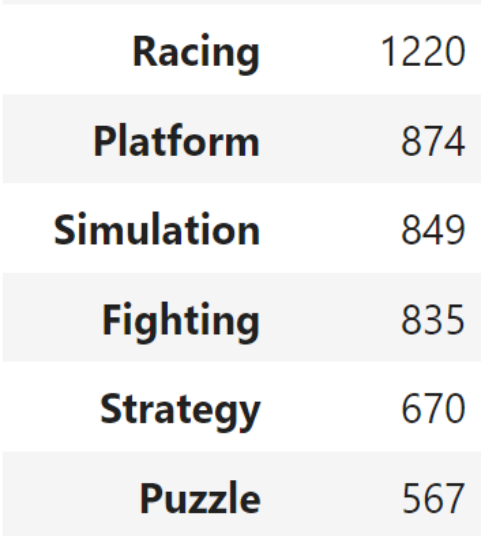 Racing 1220
Platform 874
Simulation 849
Fighting 835
Strategy 670
Puzzle 567